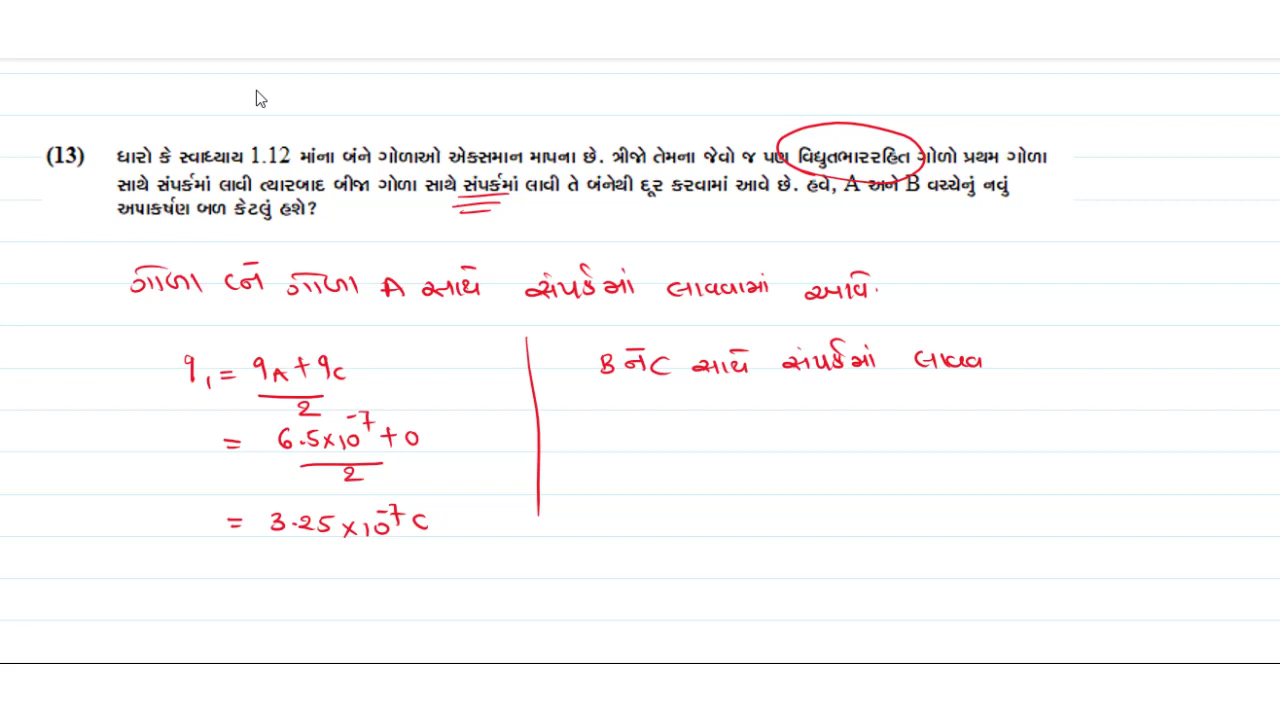 (13) ધારો કે સ્વાધ્યાય 1.12 માંના બંને ગોળાઓ એકસમાન માપના છે. ત્રીજો તેમના જેવો જ પણ વિદ્યુતભારરહિત ગોળો પ્રથમ ગોળા
સાથે સંપર્કમાં લાવી ત્યારબાદ બીજા ગોળા સાથે સંપર્કમાં લાવી તે બંનેથી દૂર કરવામાં આવે છે. હવે, A અને B વચ્ચેનું નવું
અપાકર્ષણ બળ કેટલું હશે?
ગોળા Cને ગોળા A સાથે સંપર્કમાં લાવવામાં આવે.
q₁ = (qA + qC) / 2
= (6.5×10⁻⁷ + 0) / 2
= 3.25×10⁻⁷ C
B ને C સાથે સંપર્કમાં લાવવ